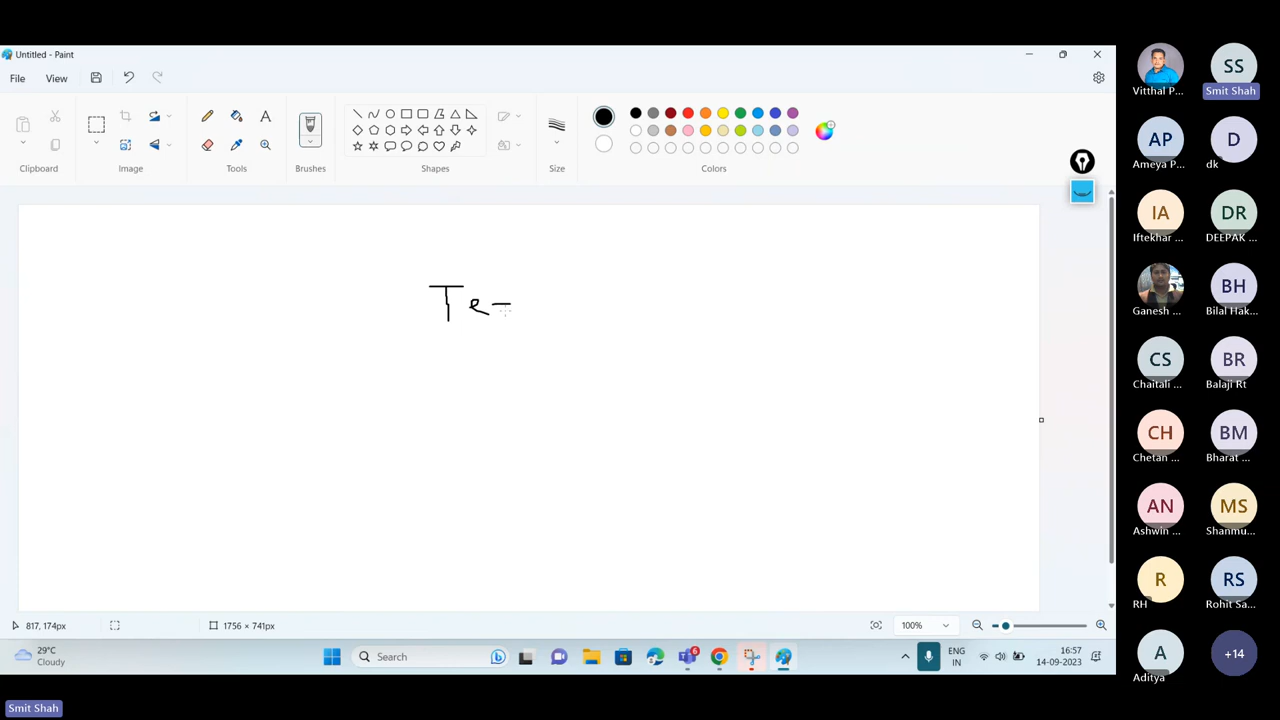 Untitled - Paint
File View
Clipboard Image Tools Brushes Shapes Size Colors
Te
817, 174px 1756 × 741px 100%
29°C
Cloudy
Search
6
ENG
IN
16:57
14-09-2023
Vitthal P...
SS
Smit Shah
AP
Ameya P...
D
dk
IA
Iftekhar ...
DR
DEEPAK ...
Ganesh ...
BH
Bilal Hak...
CS
Chaitali ...
BR
Balaji Rt
CH
Chetan ...
BM
Bharat ...
AN
Ashwin ...
MS
Shanmu...
R
RH
RS
Rohit Sa...
A
Aditya
+14
Smit Shah